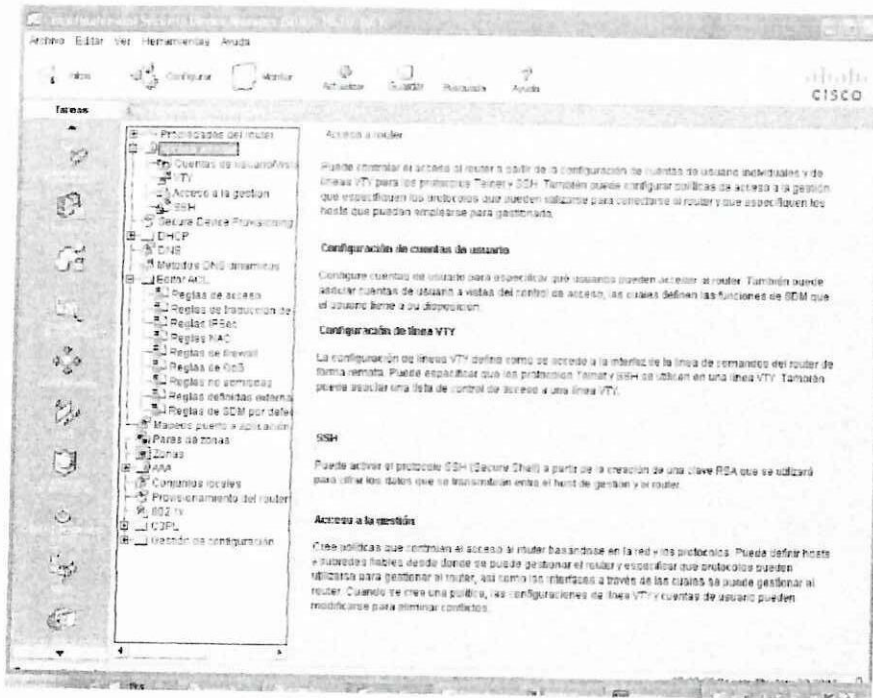 Archivo Editar Ver Herramientas Ayuda
Inicio Configurar Monitor Actualizar Guardar Búsqueda Ayuda
CISCO
Tareas
Propiedades del router
Cuentas de usuario/Vista
VTY
Acceso a la gestión
SSH
Secure Device Provisioning
DHCP
DNS
Métodos DNS dinámicos
Editor ACL
Reglas de acceso
Reglas de traducción de
Reglas IPSec
Reglas NAC
Reglas de firewall
Reglas de QoS
Reglas no
Reglas definidas externa
Reglas de SDM por defec
Mapeos puerto a aplicación
Pares de zonas
Zonas
AAA
Conjuntos locales
Provisionamiento del router
802.1x
C3PL
Gestión de configuración
Acceso a router
Puede controlar el acceso al router a partir de la configuración de cuentas de usuario individuales y de
líneas VTY para los protocolos Telnet y SSH. También puede configurar políticas de acceso a la gestión
que especifiquen los protocolos que pueden utilizarse para conectarse al router y que especifiquen los
hosts que pueden emplearse para gestionarlo.
Configuración de cuentas de usuario
Configure cuentas de usuario para especificar qué usuarios pueden acceder al router. También puede
asociar cuentas de usuario a vistas del control de acceso, las cuales definen las funciones de SDM que
el usuario tiene a su disposición.
Configuración de línea VTY
La configuración de líneas VTY define cómo se accede a la interfaz de la línea de comandos del router de
forma remota. Puede especificar que los protocolos Telnet y SSH se utilicen en una línea VTY. También
puede asociar una lista de control de acceso a una línea VTY.
SSH
Puede activar el protocolo SSH (Secure Shell) a partir de la creación de una clave RSA que se utilizará
para cifrar los datos que se transmitirán entre el host de gestión y el router.
Acceso a la gestión
Cree políticas que controlan el acceso al router basándose en la red y los protocolos. Puede definir hosts
y subredes fiables desde donde se puede gestionar el router y especificar qué protocolos pueden
utilizarse para gestionar el router, así como las interfaces a través de las cuales se puede gestionar el
router. Cuando se crea una política, las configuraciones de línea VTY y cuentas de usuario pueden
modificarse para eliminar conflictos.